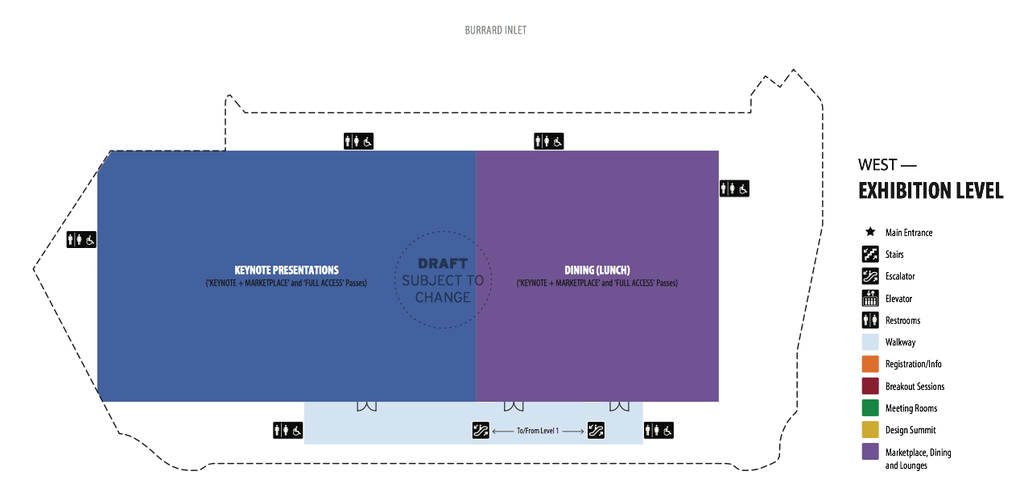 BURRARD INLET
WEST —
EXHIBITION LEVEL
KEYNOTE PRESENTATIONS
('KEYNOTE + MARKETPLACE' and 'FULL ACCESS' Passes)
DRAFT
SUBJECT TO
CHANGE
DINING (LUNCH)
('KEYNOTE + MARKETPLACE' and 'FULL ACCESS' Passes)
To/From Level 1
Main Entrance
Stairs
Escalator
Elevator
Restrooms
Walkway
Registration/Info
Breakout Sessions
Meeting Rooms
Design Summit
Marketplace, Dining
and Lounges